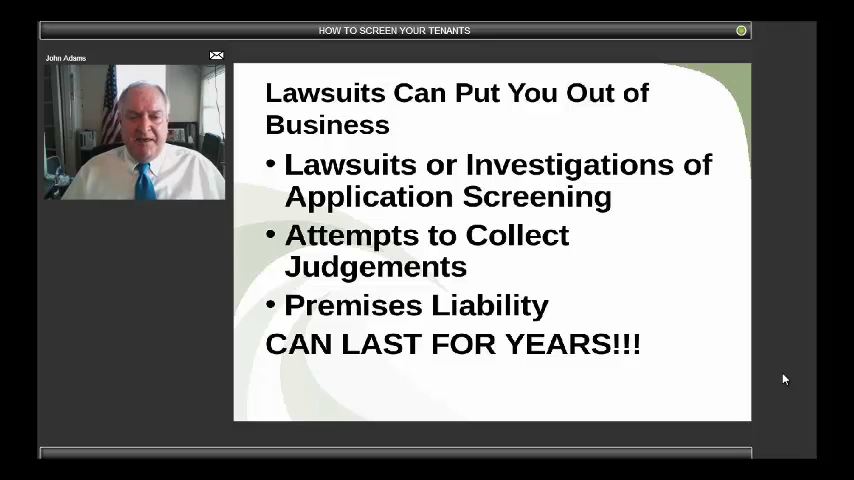 HOW TO SCREEN YOUR TENANTS
John Adams
Lawsuits Can Put You Out of
Business
• Lawsuits or Investigations of
Application Screening
• Attempts to Collect
Judgements
• Premises Liability
CAN LAST FOR YEARS!!!